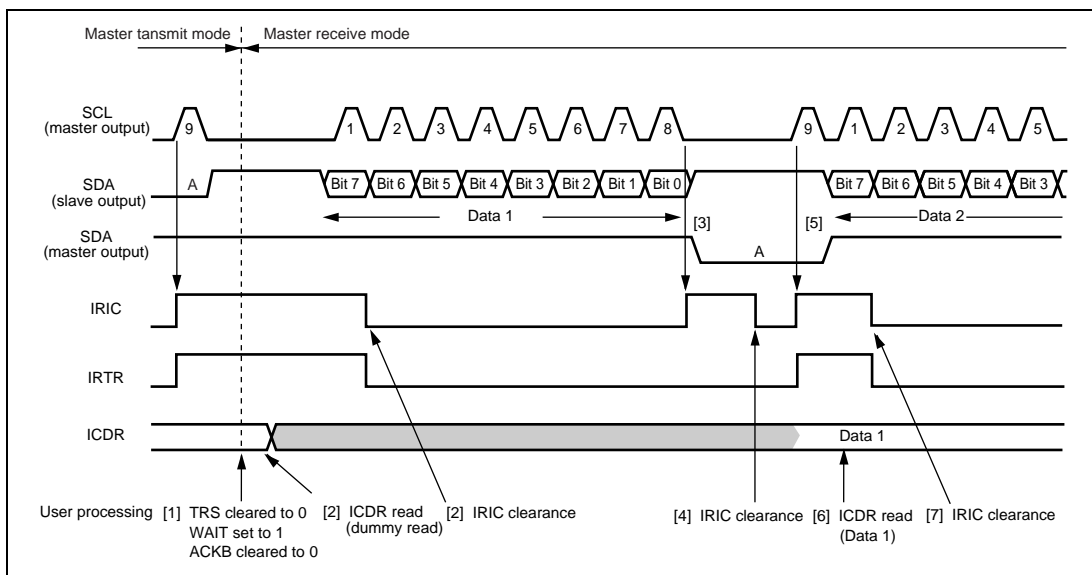 Master tansmit mode Master receive mode
SCL
(master output)
9 1 2 3 4 5 6 7 8 9 1 2 3 4 5
SDA
(slave output)
A Bit 7 Bit 6 Bit 5 Bit 4 Bit 3 Bit 2 Bit 1 Bit 0 Bit 7 Bit 6 Bit 5 Bit 4 Bit 3
Data 1 [3] [5] Data 2
SDA
(master output)
A
IRIC
IRTR
ICDR
Data 1
User processing [1] TRS cleared to 0
WAIT set to 1
ACKB cleared to 0
[2] ICDR read
(dummy read)
[2] IRIC clearance
[4] IRIC clearance
[6] ICDR read
(Data 1)
[7] IRIC clearance